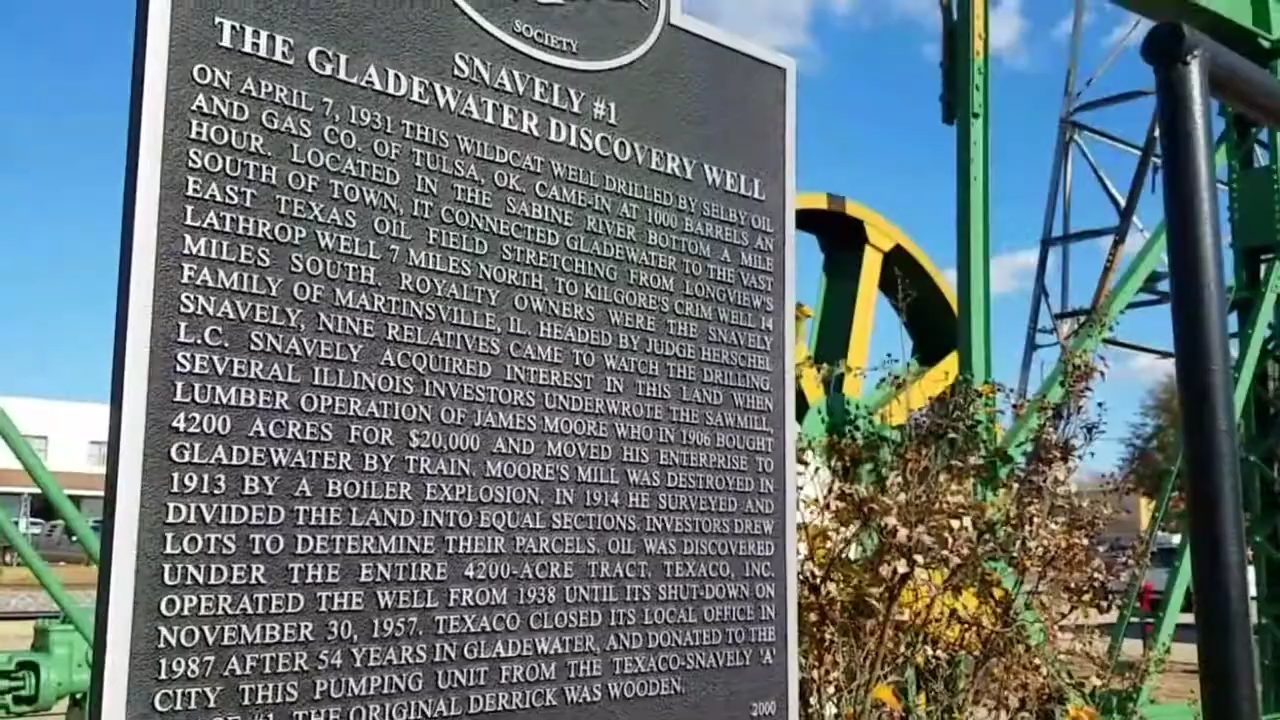 SOCIETY
SNAVELY #1
THE GLADEWATER DISCOVERY WELL
ON APRIL 7, 1931 THIS WILDCAT WELL DRILLED BY SELBY OIL
AND GAS CO. OF TULSA, OK. CAME-IN AT 1000 BARRELS AN
HOUR. LOCATED IN THE SABINE RIVER BOTTOM A MILE
SOUTH OF TOWN, IT CONNECTED GLADEWATER TO THE VAST
EAST TEXAS OIL FIELD STRETCHING FROM LONGVIEW'S
LATHROP WELL 7 MILES NORTH, TO KILGORE'S CRIM WELL 14
MILES SOUTH. ROYALTY OWNERS WERE THE SNAVELY
FAMILY OF MARTINSVILLE, IL. HEADED BY JUDGE HERSCHEL
SNAVELY, NINE RELATIVES CAME TO WATCH THE DRILLING.
L.C. SNAVELY ACQUIRED INTEREST IN THIS LAND WHEN
SEVERAL ILLINOIS INVESTORS UNDERWROTE THE SAWMILL,
LUMBER OPERATION OF JAMES MOORE WHO IN 1906 BOUGHT
4200 ACRES FOR $20,000 AND MOVED HIS ENTERPRISE TO
GLADEWATER BY TRAIN. MOORE'S MILL WAS DESTROYED IN
1913 BY A BOILER EXPLOSION. IN 1914 HE SURVEYED AND
DIVIDED THE LAND INTO EQUAL SECTIONS. INVESTORS DREW
LOTS TO DETERMINE THEIR PARCELS. OIL WAS DISCOVERED
UNDER THE ENTIRE 4200-ACRE TRACT. TEXACO, INC.
OPERATED THE WELL FROM 1938 UNTIL ITS SHUT-DOWN ON
NOVEMBER 30, 1957. TEXACO CLOSED ITS LOCAL OFFICE IN
1987 AFTER 54 YEARS IN GLADEWATER, AND DONATED TO THE
CITY THIS PUMPING UNIT FROM THE TEXACO-SNAVELY 'A'
#1. THE ORIGINAL DERRICK WAS WOODEN.
2000